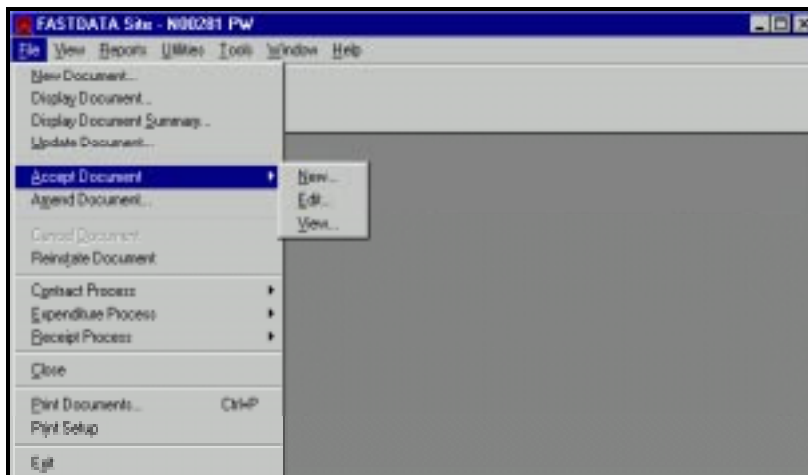 FASTDATA Site - N00281 PW
File View Reports Utilities Tools Window Help
New Document...
Display Document...
Display Document Summary...
Update Document...
Accept Document
New...
Edit...
View...
Amend Document...
Cancel Document
Reinstate Document
Contract Process
Expenditure Process
Receipt Process
Close
Print Documents... Ctrl+P
Print Setup
Exit